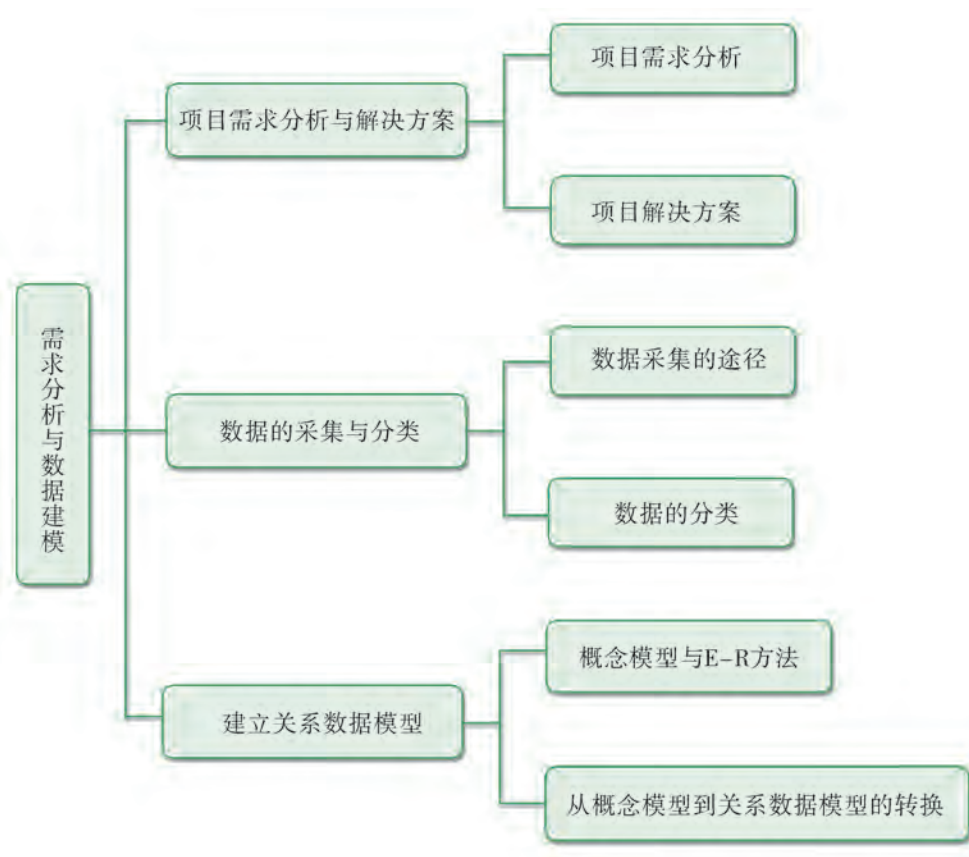 需求分析与数据建模
项目需求分析与解决方案
项目需求分析
项目解决方案
数据的采集与分类
数据采集的途径
数据的分类
建立关系数据模型
概念模型与E-R方法
从概念模型到关系数据模型的转换